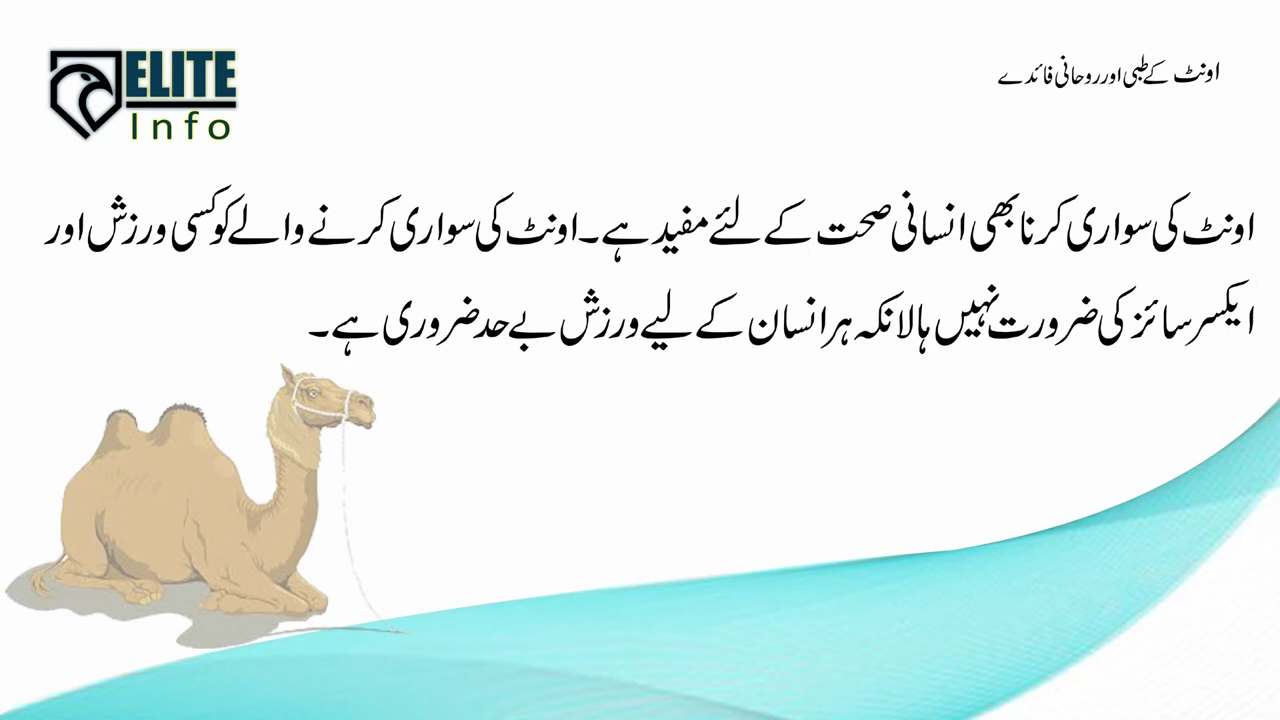 ELITE
Info
اونٹ کے طبی اور روحانی فائدے
اونٹ کی سواری کرنا بھی انسانی صحت کے لئے مفید ہے۔ اونٹ کی سواری کرنے والے کو کسی ورزش اور
ایکسرسائز کی ضرورت نہیں ہالانکہ ہر انسان کے لیے ورزش بے حد ضروری ہے۔